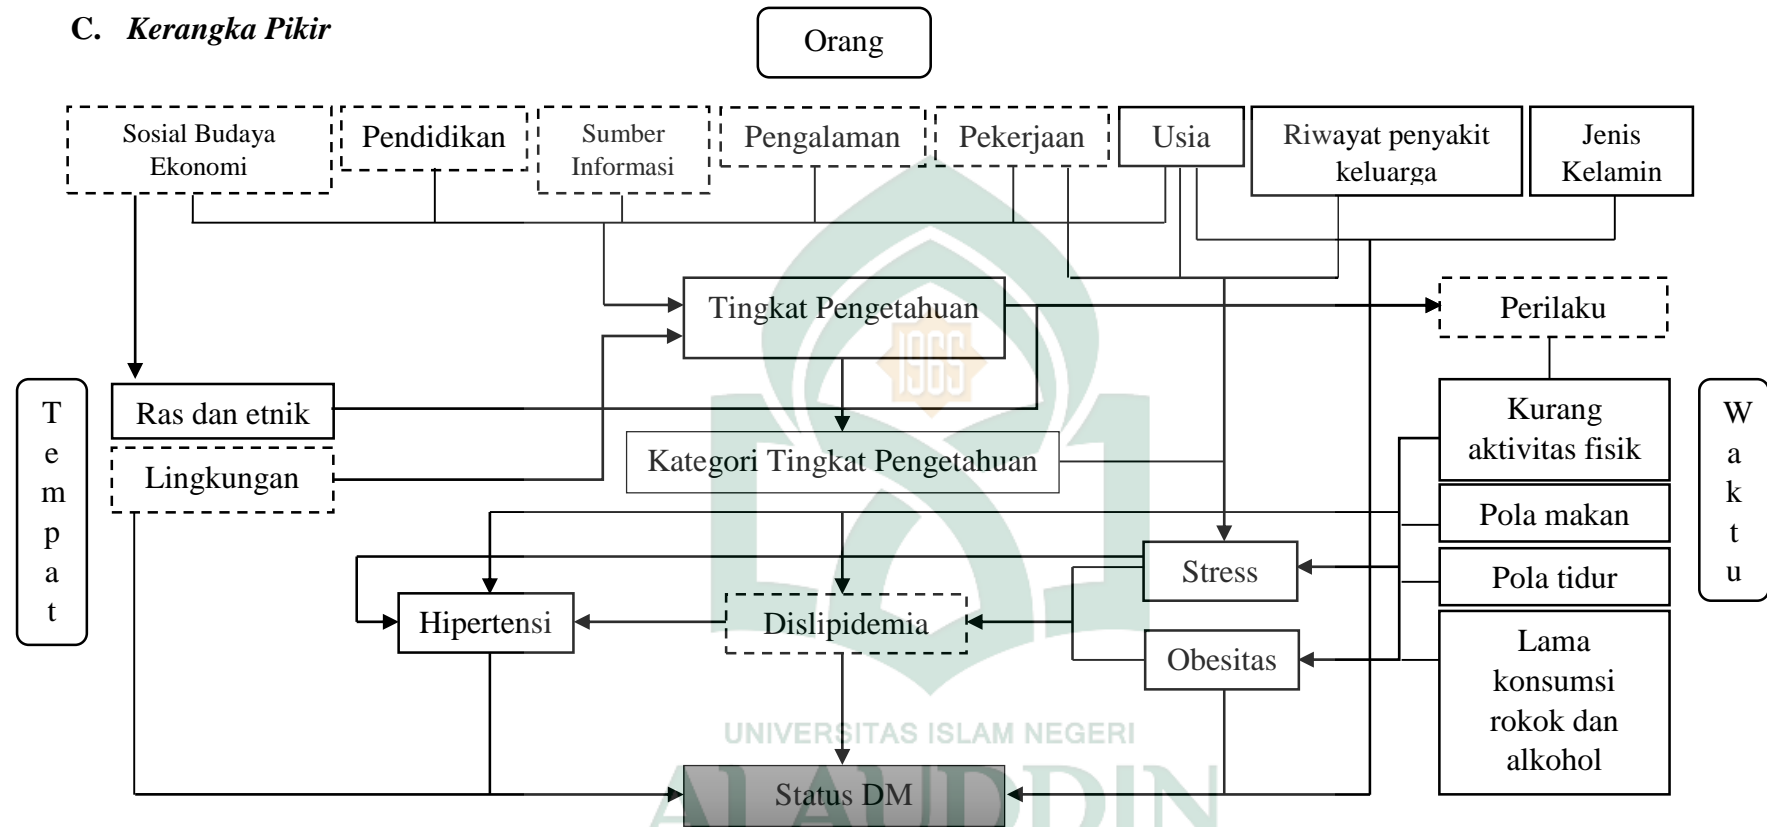 C. Kerangka Pikir
Orang
Sosial Budaya
Ekonomi
Pendidikan
Sumber
Informasi
Pengalaman
Pekerjaan
Usia
Riwayat penyakit
keluarga
Jenis
Kelamin
Tingkat Pengetahuan
Perilaku
1965
T
e
m
p
a
t
Ras dan etnik
Lingkungan
Kategori Tingkat Pengetahuan
Kurang
aktivitas fisik
Pola makan
Pola tidur
Lama
konsumsi
rokok dan
alkohol
W
a
k
t
u
Stress
Hipertensi
Dislipidemia
Obesitas
UNIVERSITAS ISLAM NEGERI
Status DM
ALAUDDIN